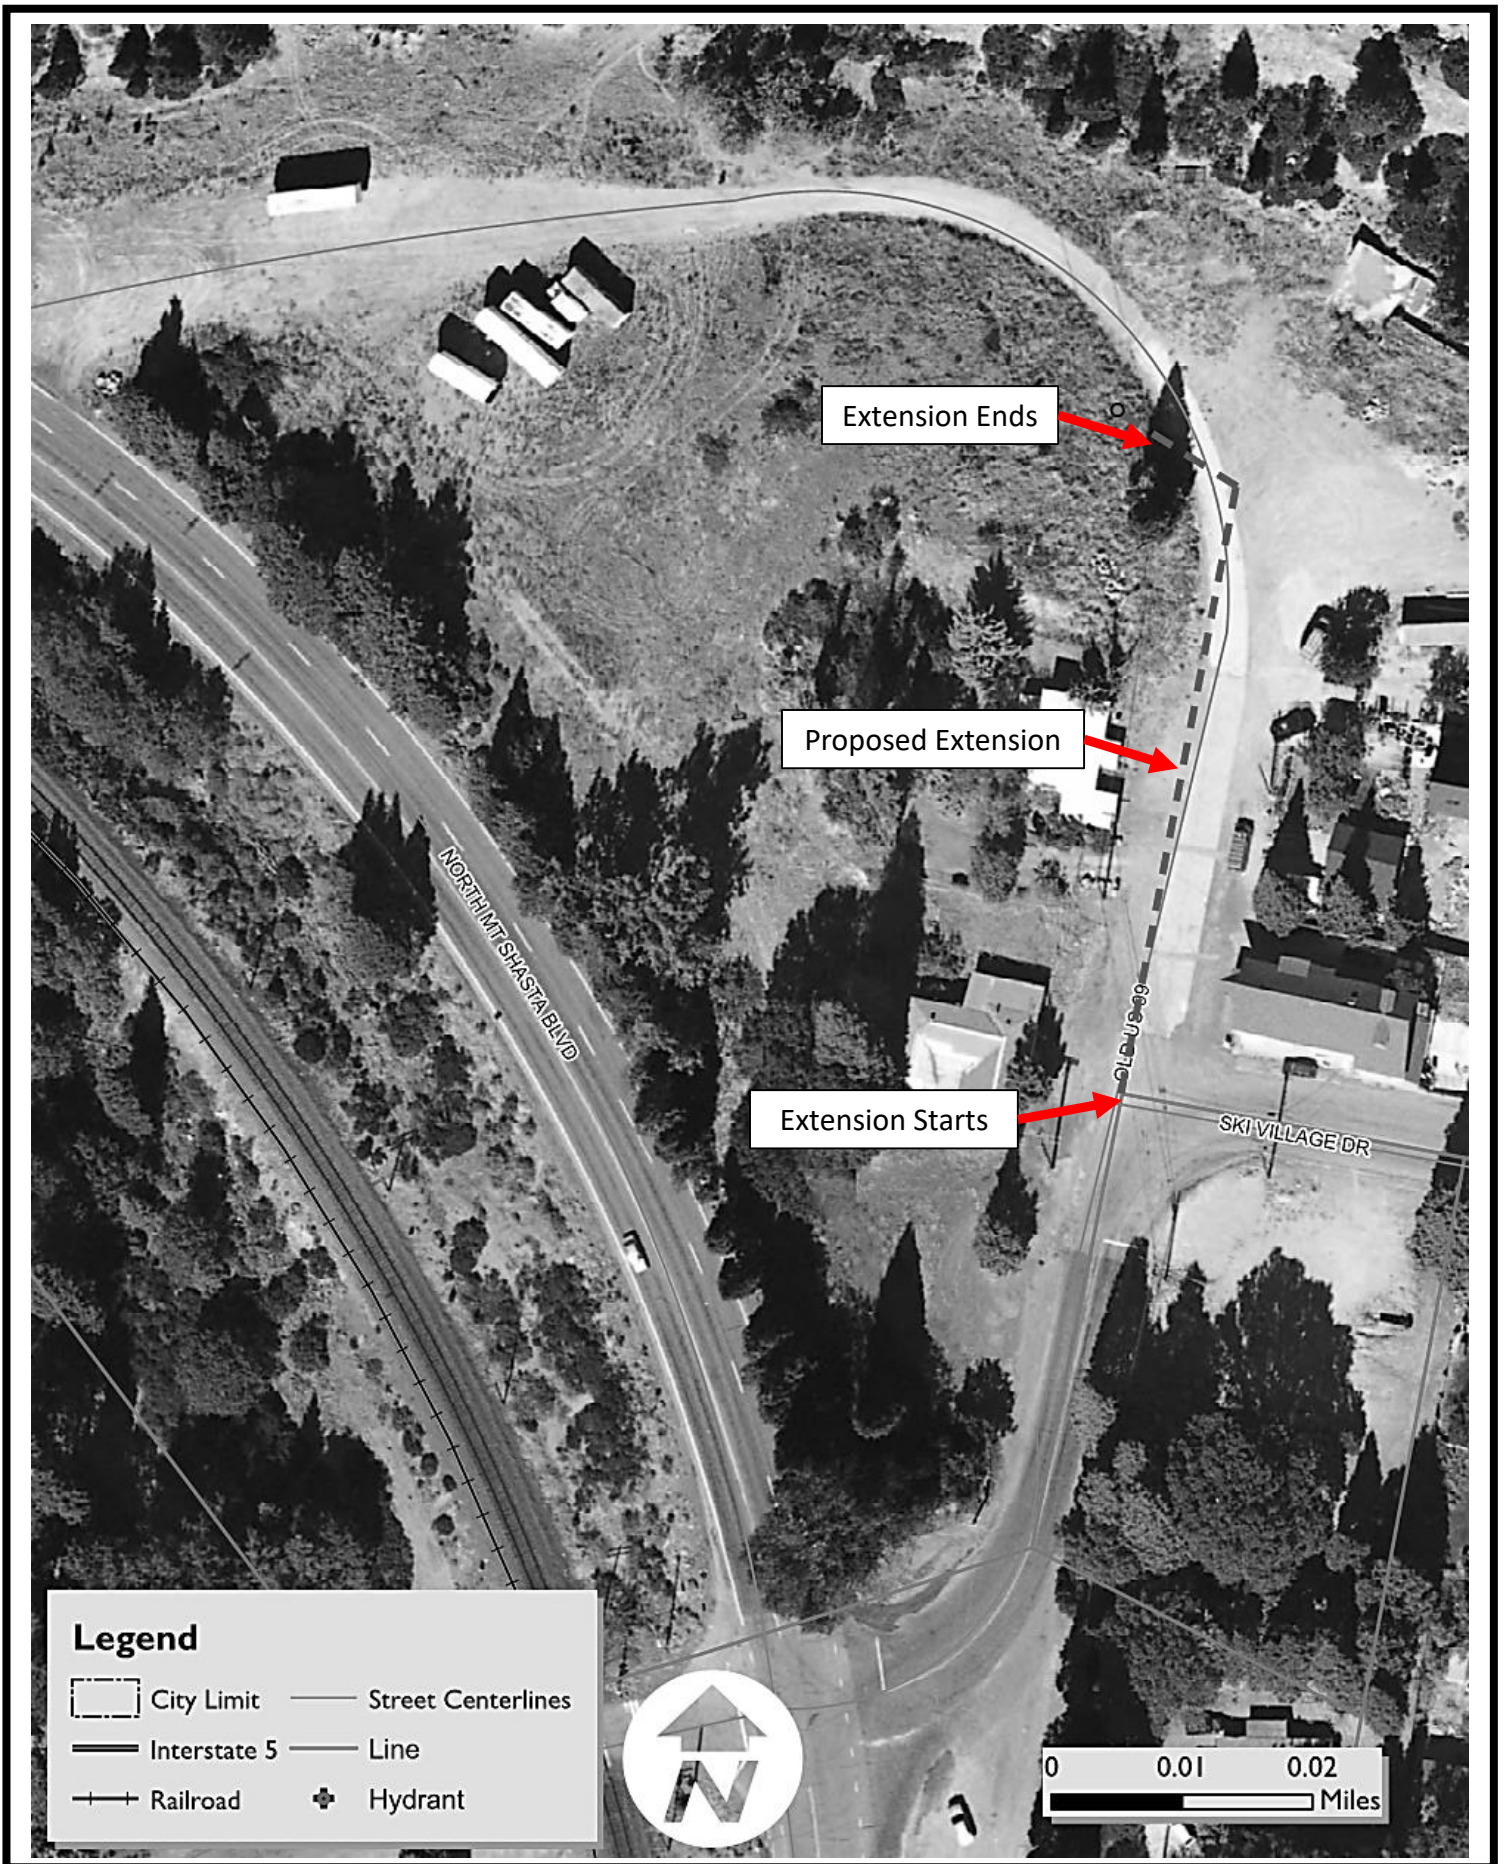 Extension Ends
Proposed Extension
NORTH MT SHASTA BLVD
OLD US 99
Extension Starts
SKI VILLAGE DR
Legend
City Limit
Street Centerlines
Interstate 5
Line
Railroad
Hydrant
N
0 0.01 0.02
Miles